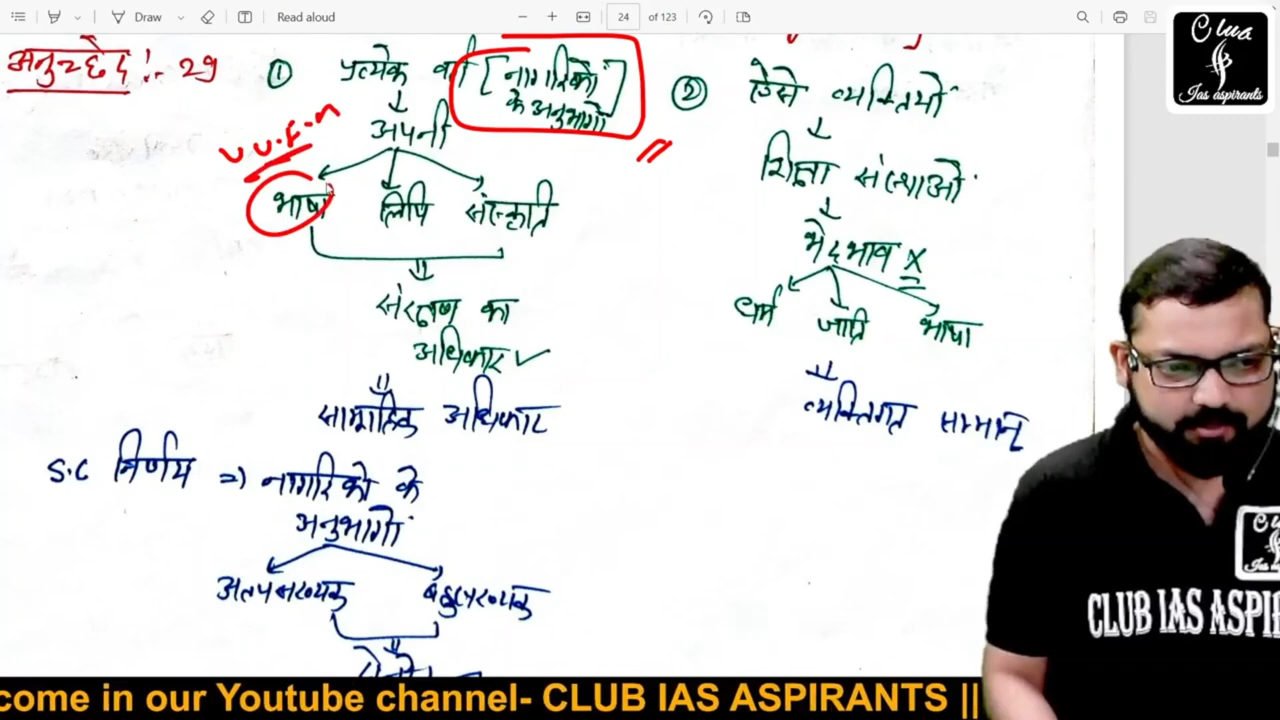 Draw
Read aloud
24
of 123
अनुच्छेद :- 29
① प्रत्येक
[नागरिको
के अनुभागो]
अपनी
V.V.Imp
भाषा लिपि संस्कृति
संरक्षण का
अधिकार ✓
सामूहिक अधिकार
S.C निर्णय => नागरिको के
अनुभागो
अल्पसंख्यक बहुसंख्यक
② ऐसे व्यक्तियो
शिक्षा संस्थाओ
भेदभाव X
धर्म जाति भाषा
व्यक्तिगत सम्मान
Club
Ias aspirants
CLUB IAS ASPI
come in our Youtube channel- CLUB IAS ASPIRANTS ||